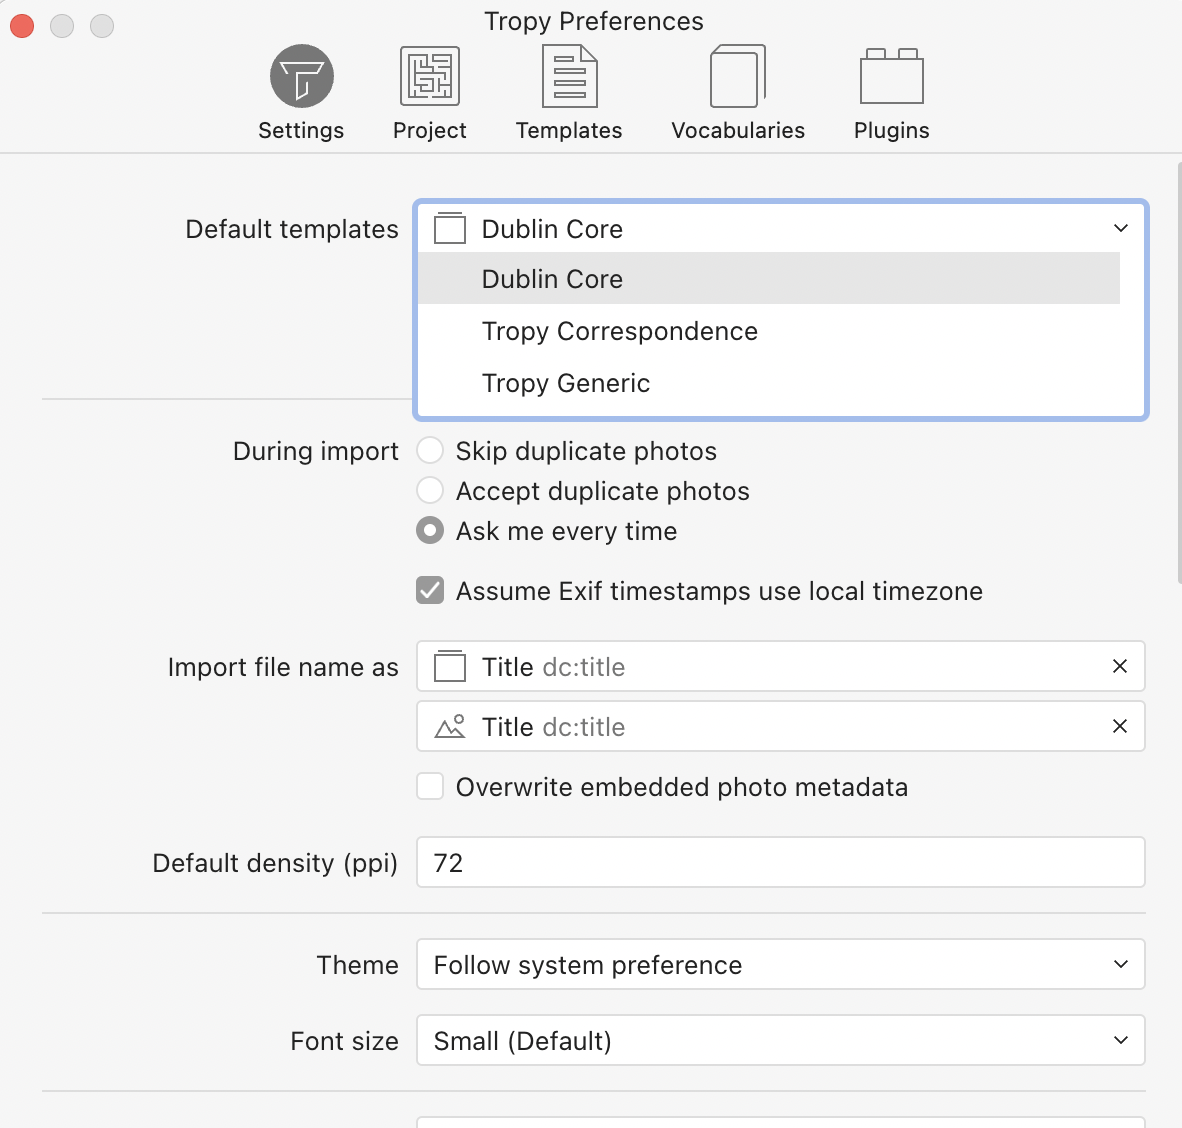 Tropy Preferences
Settings
Project
Templates
Vocabularies
Plugins
Default templates
Dublin Core
Dublin Core
Tropy Correspondence
Tropy Generic
During import
Skip duplicate photos
Accept duplicate photos
Ask me every time
Assume Exif timestamps use local timezone
Import file name as
Title dc:title
Title dc:title
Overwrite embedded photo metadata
Default density (ppi)
72
Theme
Follow system preference
Font size
Small (Default)